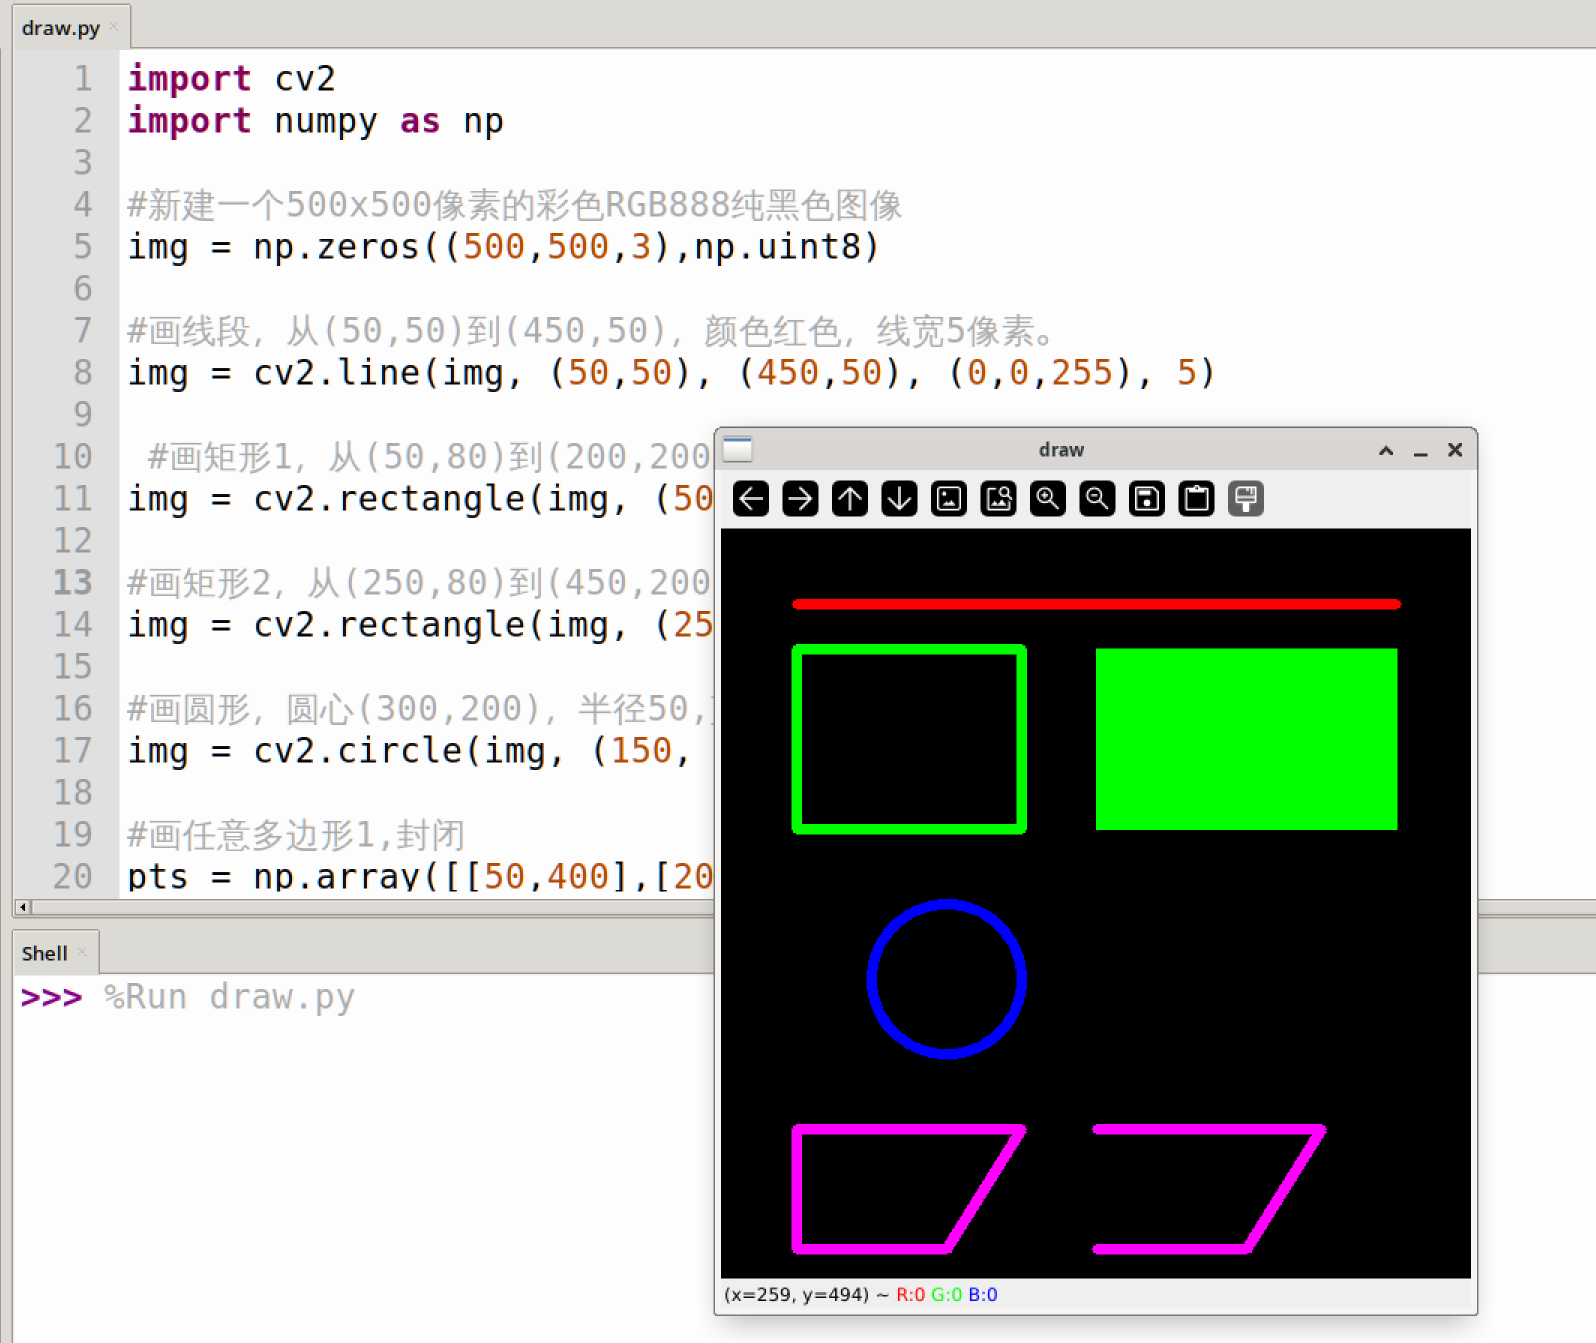 draw.py
1 import cv2
2 import numpy as np
3
4 #新建一个500x500像素的彩色RGB888纯黑色图像
5 img = np.zeros((500,500,3),np.uint8)
6
7 #画线段, 从(50,50)到(450,50), 颜色红色, 线宽5像素。
8 img = cv2.line(img, (50,50), (450,50), (0,0,255), 5)
9
10 #画矩形1, 从(50,80)到(200,200
11 img = cv2.rectangle(img, (50
12
13 #画矩形2, 从(250,80)到(450,200
14 img = cv2.rectangle(img, (25
15
16 #画圆形, 圆心(300,200), 半径50,
17 img = cv2.circle(img, (150,
18
19 #画任意多边形1,封闭
20 pts = np.array([[50,400],[20
draw
(x=259, y=494) ~ R:0 G:0 B:0
Shell
>>> %Run draw.py